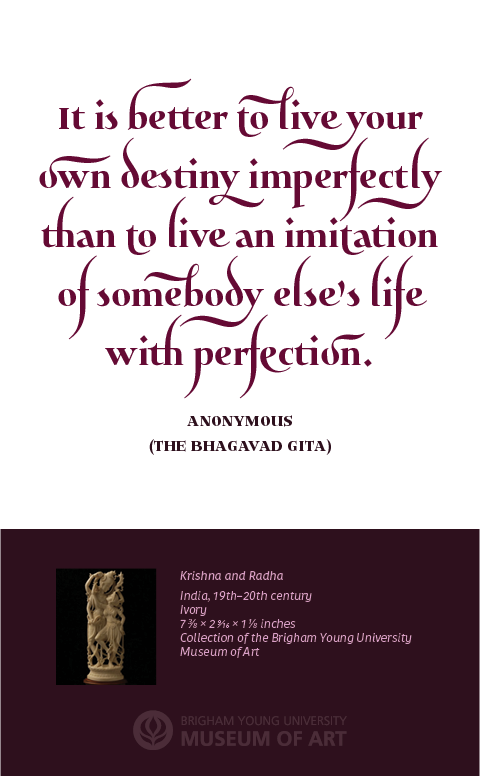 It is better to live your
own destiny imperfectly
than to live an imitation
of somebody else's life
with perfection.
ANONYMOUS
(THE BHAGAVAD GITA)
Krishna and Radha
India, 19th–20th century
Ivory
7 ⅜ × 2 9⁄16 × 1 ⅛ inches
Collection of the Brigham Young University
Museum of Art
BRIGHAM YOUNG UNIVERSITY
MUSEUM OF ART